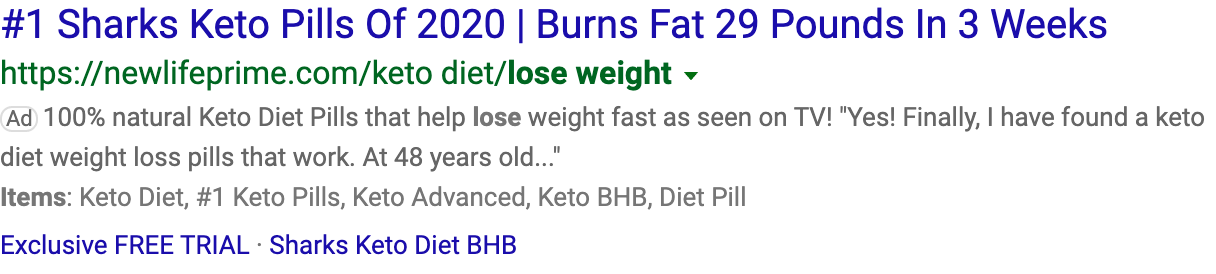 #1 Sharks Keto Pills Of 2020 | Burns Fat 29 Pounds In 3 Weeks
https://newlifeprime.com/keto diet/lose weight
Ad 100% natural Keto Diet Pills that help lose weight fast as seen on TV! "Yes! Finally, I have found a keto
diet weight loss pills that work. At 48 years old..."
Items: Keto Diet, #1 Keto Pills, Keto Advanced, Keto BHB, Diet Pill
Exclusive FREE TRIAL · Sharks Keto Diet BHB